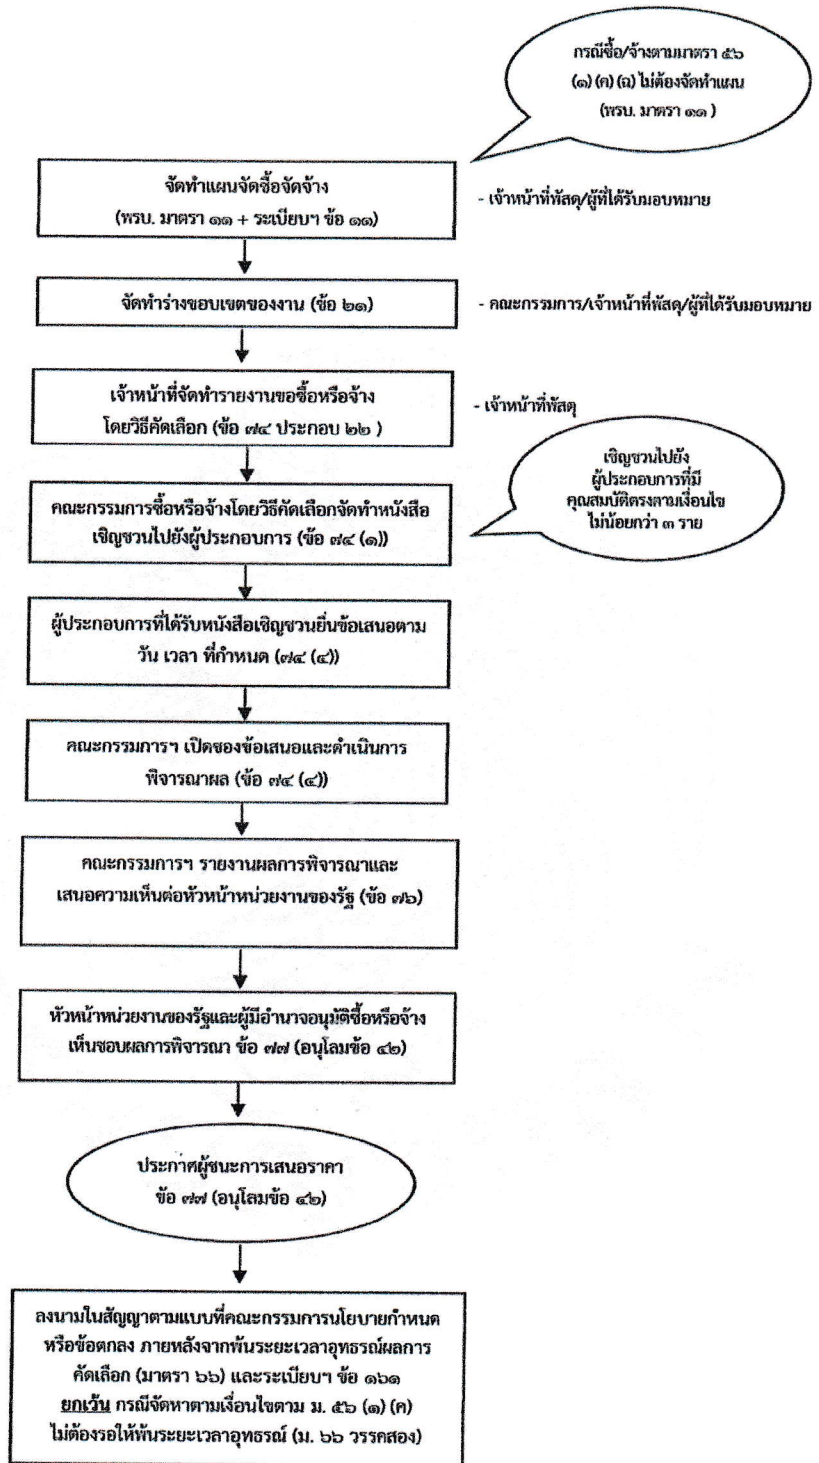 กรณีซื้อ/จ้างตามมาตรา ๕๖
(๑) (ค) (ฉ) ไม่ต้องจัดทำแผน
(พรบ. มาตรา ๑๑ )
จัดทำแผนจัดซื้อจัดจ้าง
(พรบ. มาตรา ๑๑ + ระเบียบฯ ข้อ ๑๑)
- เจ้าหน้าที่พัสดุ/ผู้ที่ได้รับมอบหมาย
จัดทำร่างขอบเขตของงาน (ข้อ ๒๑)
- คณะกรรมการ/เจ้าหน้าที่พัสดุ/ผู้ที่ได้รับมอบหมาย
เจ้าหน้าที่จัดทำรายงานขอซื้อหรือจ้าง
โดยวิธีคัดเลือก (ข้อ ๗๔ ประกอบ ๒๒ )
- เจ้าหน้าที่พัสดุ
เชิญชวนไปยัง
ผู้ประกอบการที่มี
คุณสมบัติตรงตามเงื่อนไข
ไม่น้อยกว่า ๓ ราย
คณะกรรมการซื้อหรือจ้างโดยวิธีคัดเลือกจัดทำหนังสือ
เชิญชวนไปยังผู้ประกอบการ (ข้อ ๗๔ (๑))
ผู้ประกอบการที่ได้รับหนังสือเชิญชวนยื่นข้อเสนอตาม
วัน เวลา ที่กำหนด (๗๔ (๔))
คณะกรรมการฯ เปิดซองข้อเสนอและดำเนินการ
พิจารณาผล (ข้อ ๗๔ (๔))
คณะกรรมการฯ รายงานผลการพิจารณาและ
เสนอความเห็นต่อหัวหน้าหน่วยงานของรัฐ (ข้อ ๗๖)
หัวหน้าหน่วยงานของรัฐและผู้มีอำนาจอนุมัติซื้อหรือจ้าง
เห็นชอบผลการพิจารณา ข้อ ๗๗ (อนุโลมข้อ ๔๒)
ประกาศผู้ชนะการเสนอราคา
ข้อ ๗๗ (อนุโลมข้อ ๔๒)
ลงนามในสัญญาตามแบบที่คณะกรรมการนโยบายกำหนด
หรือข้อตกลง ภายหลังจากพ้นระยะเวลาอุทธรณ์ผลการ
คัดเลือก (มาตรา ๖๖) และระเบียบฯ ข้อ ๑๖๑
ยกเว้น กรณีจัดหาตามเงื่อนไขตาม ม. ๕๖ (๑) (ค)
ไม่ต้องรอให้พ้นระยะเวลาอุทธรณ์ (ม. ๖๖ วรรคสอง)